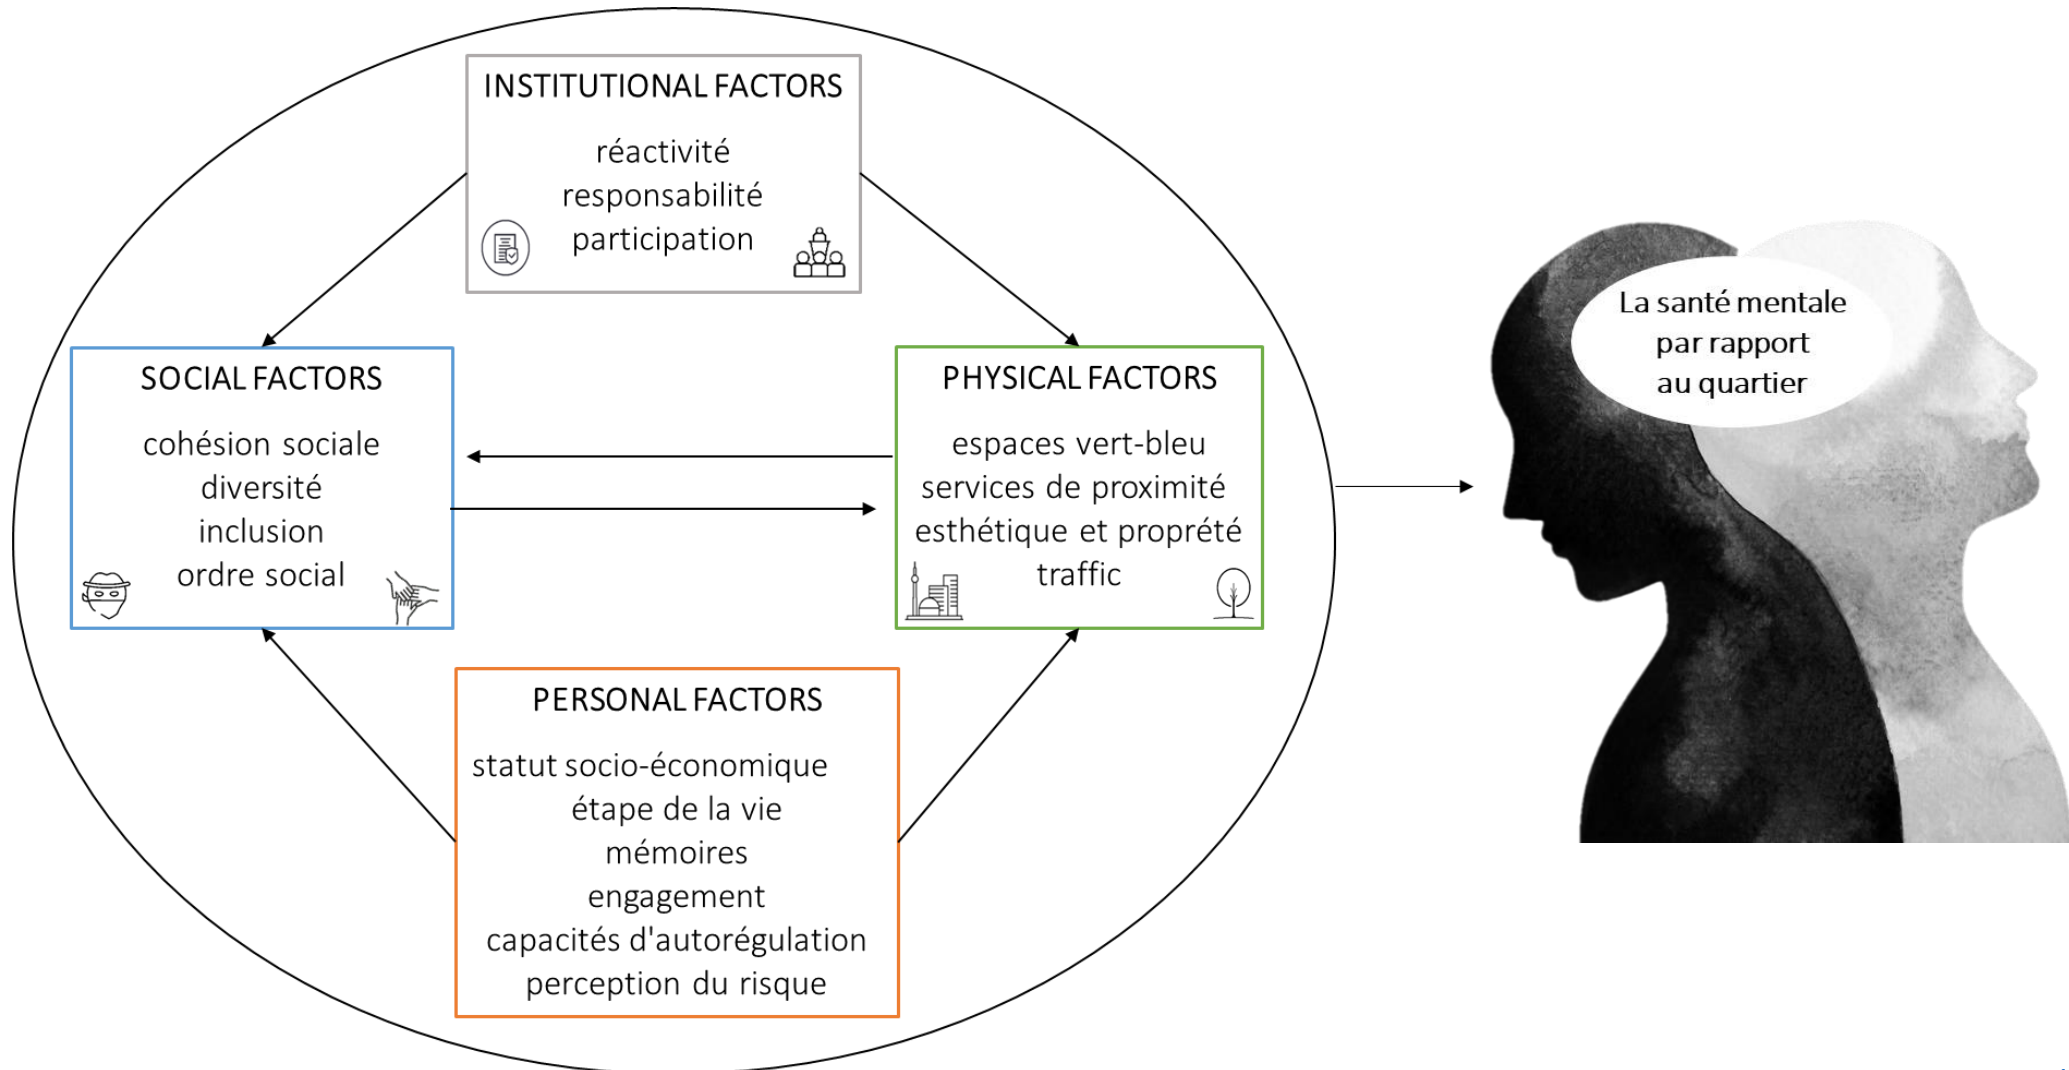 INSTITUTIONAL FACTORS
réactivité
responsabilité
participation
SOCIAL FACTORS
cohésion sociale
diversité
inclusion
ordre social
PHYSICAL FACTORS
espaces vert-bleu
services de proximité
esthétique et proprété
traffic
PERSONAL FACTORS
statut socio-économique
étape de la vie
mémoires
engagement
capacités d'autorégulation
perception du risque
La santé mentale
par rapport
au quartier